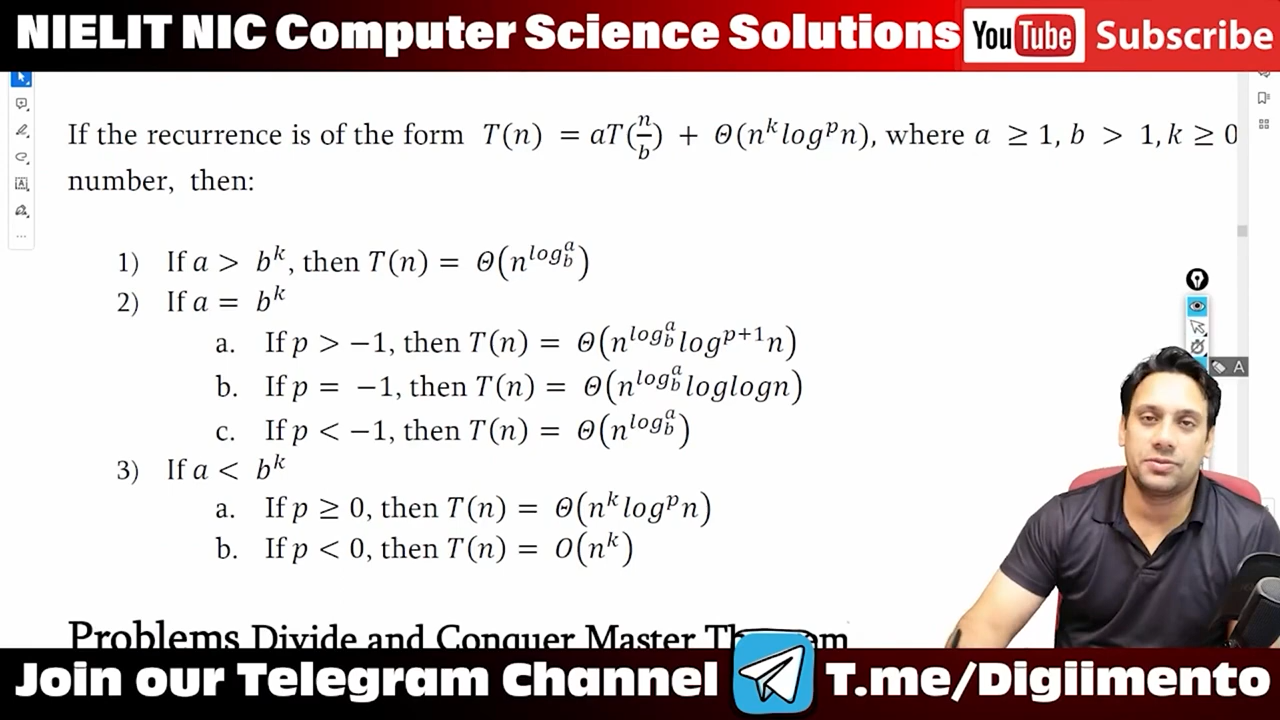 NIELIT NIC Computer Science Solutions YouTube Subscribe
If the recurrence is of the form T(n) = aT(n/b) + Θ(n^k log^p n), where a ≥ 1, b > 1, k ≥ 0
number, then:
1) If a > b^k, then T(n) = Θ(n^{log_b^a})
2) If a = b^k
a. If p > −1, then T(n) = Θ(n^{log_b^a} log^{p+1} n)
b. If p = −1, then T(n) = Θ(n^{log_b^a} loglogn)
c. If p < −1, then T(n) = Θ(n^{log_b^a})
3) If a < b^k
a. If p ≥ 0, then T(n) = Θ(n^k log^p n)
b. If p < 0, then T(n) = O(n^k)
A
Problems Divide and Conquer Master
Join our Telegram Channel T.me/Digiimento